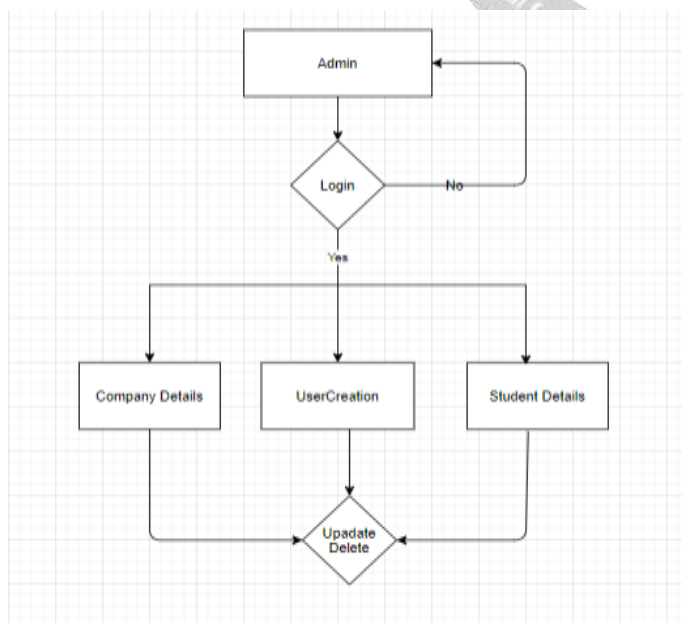 Admin
Login
No
Yes
Company Details
UserCreation
Student Details
Upadate
Delete